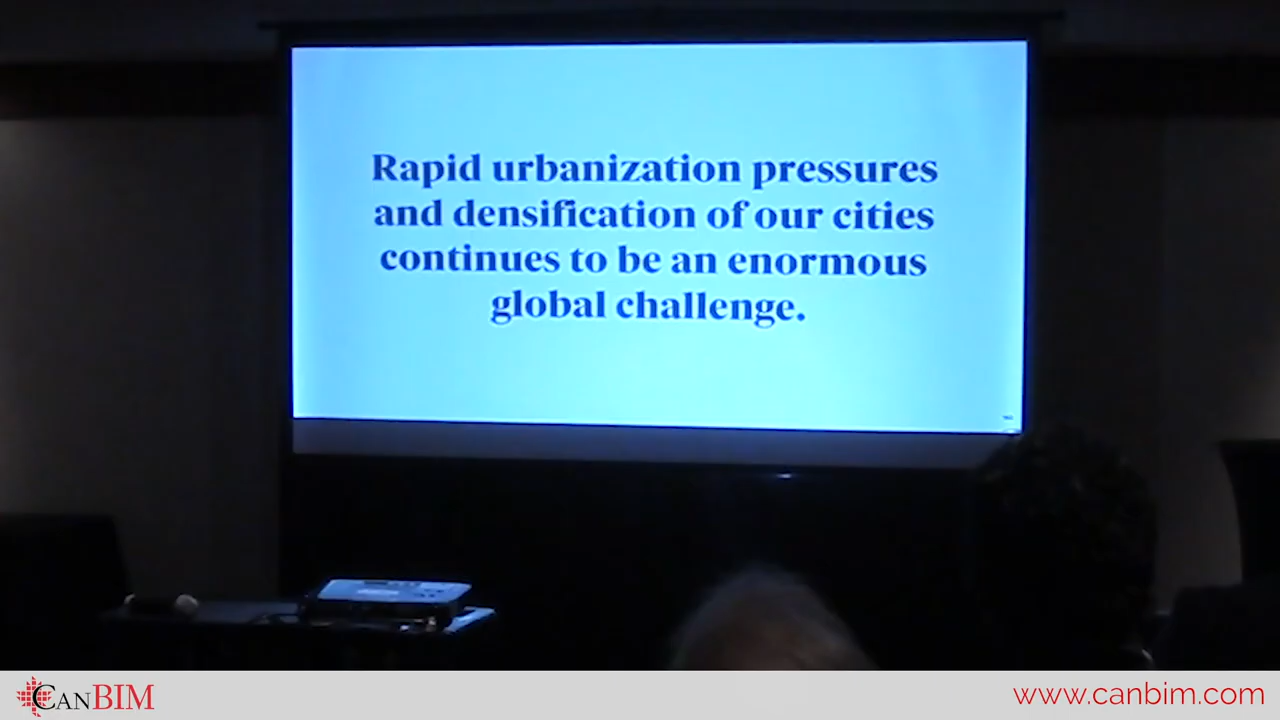 Rapid urbanization pressures
and densification of our cities
continues to be an enormous
global challenge.
CANBIM
www.canbim.com